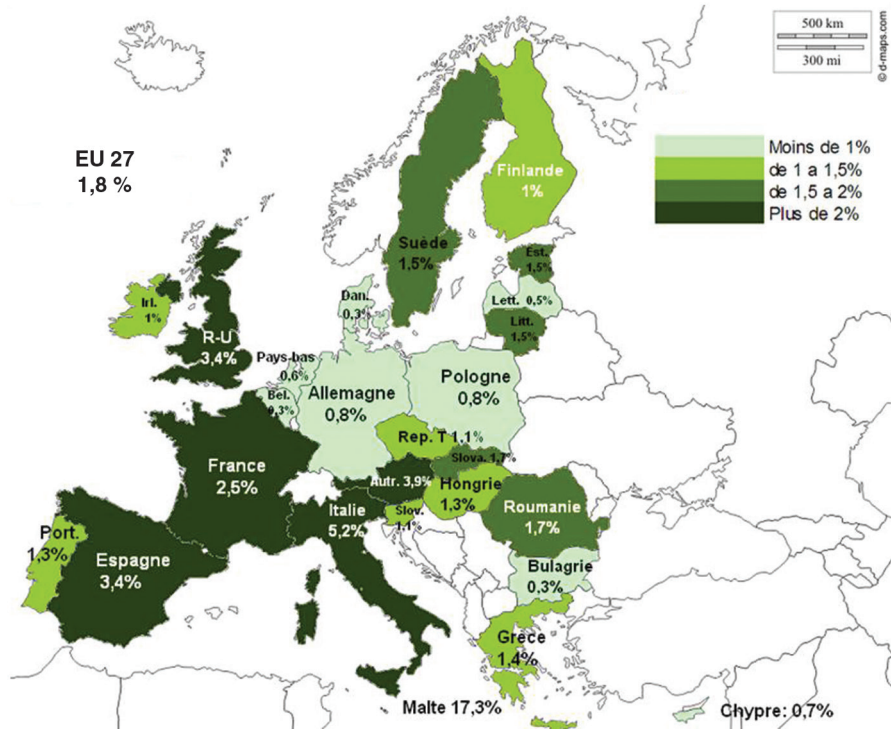 500 km
300 mi
© d-maps.com
EU 27
1,8 %
Moins de 1%
de 1 a 1,5%
de 1,5 a 2%
Plus de 2%
Finlande
1%
Suède
1,5%
Est.
1,5%
Lett. 0,5%
Litt.
1,5%
Dan.
0,3%
Irl.
1%
R-U
3,4%
Pays-bas
0,6%
Bel.
0,3%
Allemagne
0,8%
Pologne
0,8%
Rep. T 1,1%
Slova. 1,7%
France
2,5%
Autr. 3,9%
Hongrie
1,3%
Italie
5,2%
Slov.
1,1%
Roumanie
1,7%
Port.
1,3%
Espagne
3,4%
Bulagrie
0,3%
Grèce
1,4%
Malte 17,3%
Chypre: 0,7%